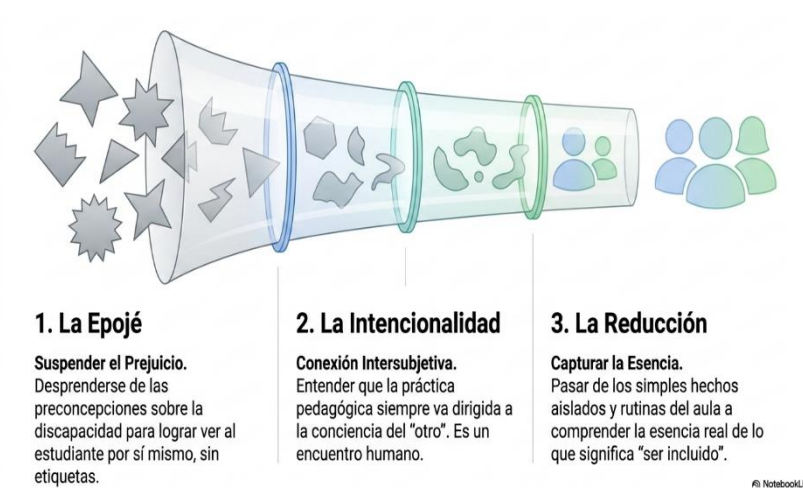 1. La Epojé
Suspender el Prejuicio.
Desprenderse de las
preconcepciones sobre la
discapacidad para lograr ver al
estudiante por sí mismo, sin
etiquetas.
2. La Intencionalidad
Conexión Intersubjetiva.
Entender que la práctica
pedagógica siempre va dirigida a
la conciencia del "otro". Es un
encuentro humano.
3. La Reducción
Capturar la Esencia.
Pasar de los simples hechos
aislados y rutinas del aula a
comprender la esencia real de lo
que significa "ser incluido".
NotebookL